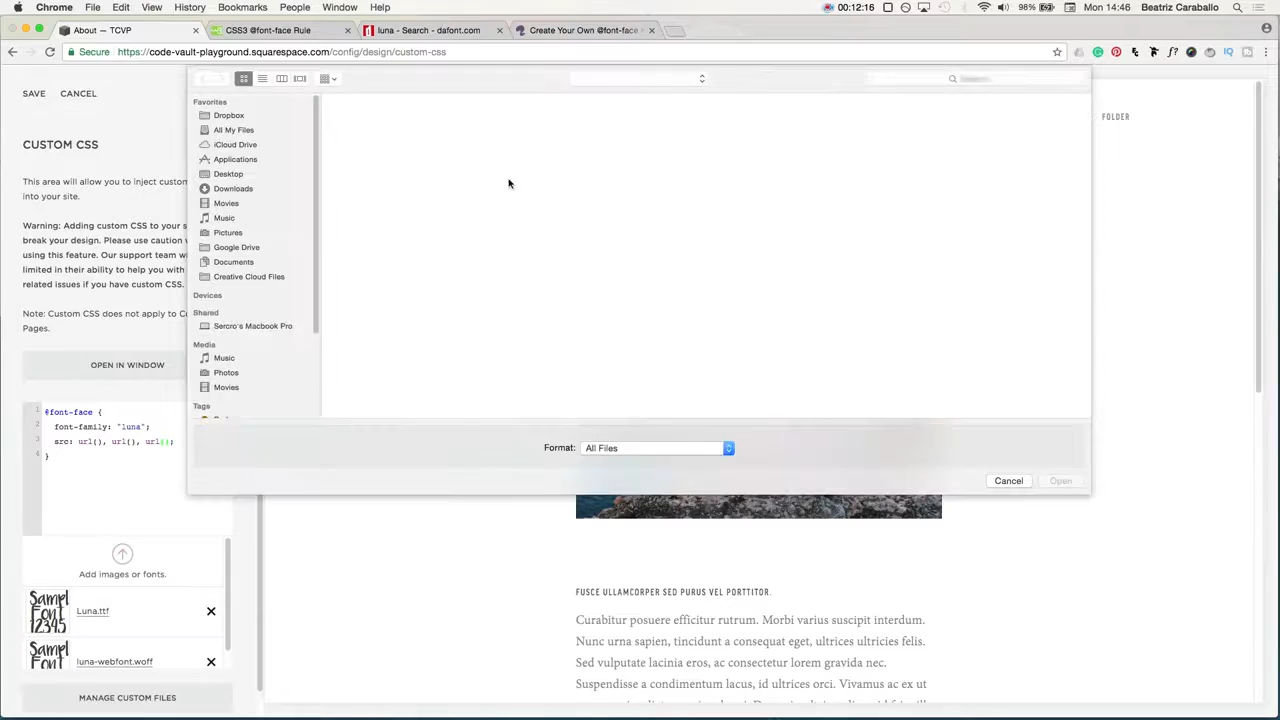 Chrome File Edit View History Bookmarks People Window Help 00:12:16 98% Mon 14:46 Beatriz Caraballo
About — TCVP
CSS3 @font-face Rule
luna - Search - dafont.com
Create Your Own @font-face
Secure https://code-vault-playground.squarespace.com/config/design/custom-css
SAVE CANCEL
CUSTOM CSS
This area will allow you to inject custom
into your site.
Warning: Adding custom CSS to your s
break your design. Please use caution
using this feature. Our support team w
limited in their ability to help you with
related issues if you have custom CSS.
Note: Custom CSS does not apply to Co
Pages.
OPEN IN WINDOW
1 @font-face {
2 font-family: "luna";
3 src: url(), url(), url();
4 }
Add images or fonts.
Sampl
Font
12345
Luna.ttf
Sampl
Font
luna-webfont.woff
MANAGE CUSTOM FILES
Favorites
Dropbox
All My Files
iCloud Drive
Applications
Desktop
Downloads
Movies
Music
Pictures
Google Drive
Documents
Creative Cloud Files
Devices
Shared
Sercro's Macbook Pro
Media
Music
Photos
Movies
Tags
Format: All Files
Cancel Open
FOLDER
FUSCE ULLAMCORPER SED PURUS VEL PORTTITOR.
Curabitur posuere efficitur rutrum. Morbi varius suscipit interdum.
Nunc urna sapien, tincidunt a consequat eget, ultrices ultricies felis.
Sed vulputate lacinia eros, ac consectetur lorem gravida nec.
Suspendisse a condimentum lacus, id ultrices orci. Vivamus ac ex ut